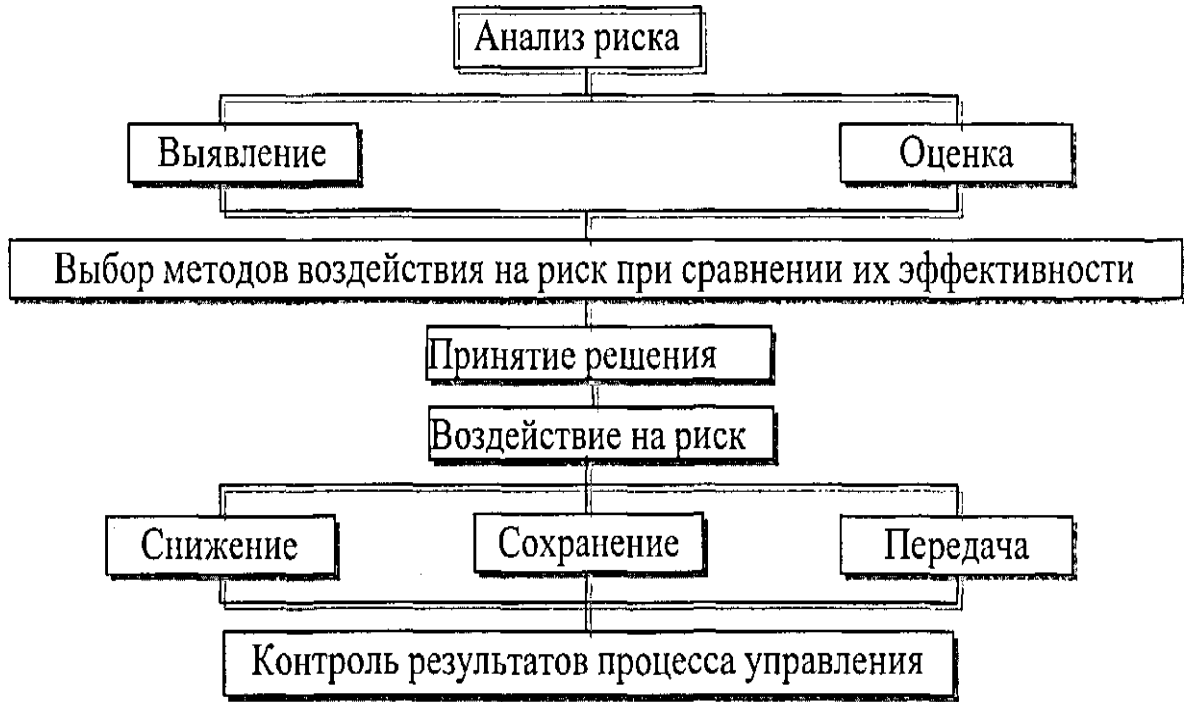 Анализ риска
Выявление
Оценка
Выбор методов воздействия на риск при сравнении их эффективности
Принятие решения
Воздействие на риск
Снижение
Сохранение
Передача
Контроль результатов процесса управления